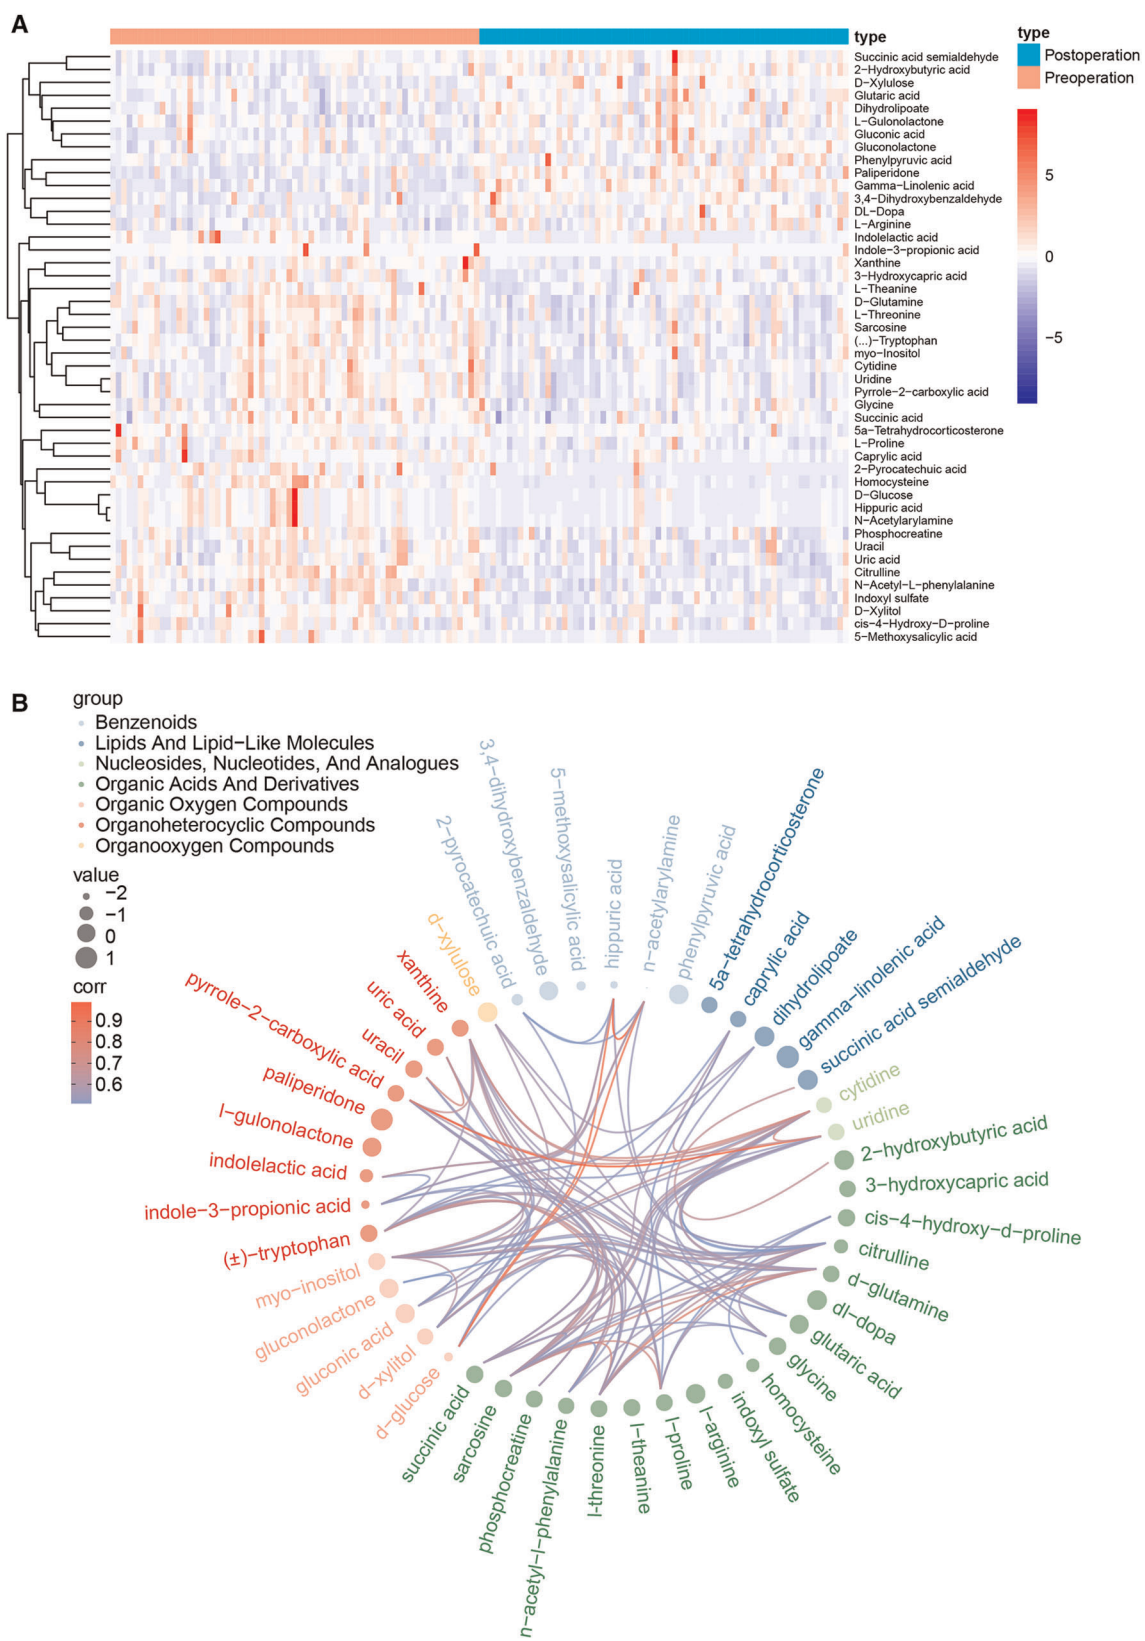 A
type
Succinic acid semialdehyde
2−Hydroxybutyric acid
D−Xylulose
Glutaric acid
Dihydrolipoate
L−Gulonolactone
Gluconic acid
Gluconolactone
Phenylpyruvic acid
Paliperidone
Gamma−Linolenic acid
3,4−Dihydroxybenzaldehyde
DL−Dopa
L−Arginine
Indolelactic acid
Indole−3−propionic acid
Xanthine
3−Hydroxycapric acid
L−Theanine
D−Glutamine
L−Threonine
Sarcosine
(...)−Tryptophan
myo−Inositol
Cytidine
Uridine
Pyrrole−2−carboxylic acid
Glycine
Succinic acid
5a−Tetrahydrocorticosterone
L−Proline
Caprylic acid
2−Pyrocatechuic acid
Homocysteine
D−Glucose
Hippuric acid
N−Acetylarylamine
Phosphocreatine
Uracil
Uric acid
Citrulline
N−Acetyl−L−phenylalanine
Indoxyl sulfate
D−Xylitol
cis−4−Hydroxy−D−proline
5−Methoxysalicylic acid
type
Postoperation
Preoperation
5
0
−5
B
group
Benzenoids
Lipids And Lipid−Like Molecules
Nucleosides, Nucleotides, And Analogues
Organic Acids And Derivatives
Organic Oxygen Compounds
Organoheterocyclic Compounds
Organooxygen Compounds
value
−2
−1
0
1
corr
0.9
0.8
0.7
0.6
d−xylulose
2−pyrocatechuic acid
3,4−dihydroxybenzaldehyde
5−methoxysalicylic acid
hippuric acid
n−acetylarylamine
phenylpyruvic acid
5a−tetrahydrocorticosterone
caprylic acid
dihydrolipoate
gamma−linolenic acid
succinic acid semialdehyde
cytidine
uridine
2−hydroxybutyric acid
3−hydroxycapric acid
cis−4−hydroxy−d−proline
citrulline
d−glutamine
dl−dopa
glutaric acid
glycine
homocysteine
indoxyl sulfate
l−arginine
l−proline
l−theanine
l−threonine
n−acetyl−l−phenylalanine
phosphocreatine
sarcosine
succinic acid
d−glucose
d−xylitol
gluconic acid
gluconolactone
myo−inositol
(±)−tryptophan
indole−3−propionic acid
indolelactic acid
l−gulonolactone
paliperidone
pyrrole−2−carboxylic acid
uracil
uric acid
xanthine